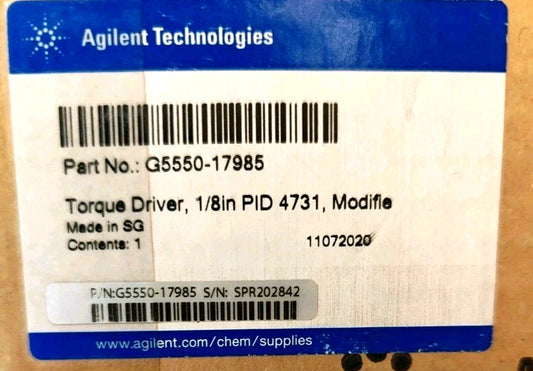 Agilent Technologies
Part No.: G5550-17985
Torque Driver, 1/8in PID 4731, Modifie
Made in SG
Contents: 1
11072020
P/N:G5550-17985 S/N: SPR202842
www.agilent.com/chem/supplies